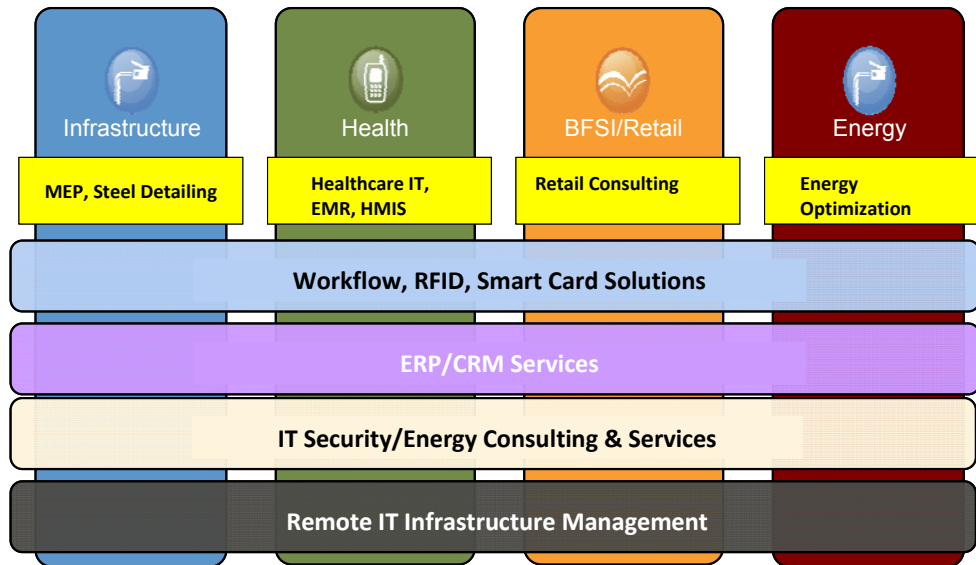 Infrastructure
Health
BFSI/Retail
Energy
MEP, Steel Detailing
Healthcare IT,
EMR, HMIS
Retail Consulting
Energy
Optimization
Workflow, RFID, Smart Card Solutions
ERP/CRM Services
IT Security/Energy Consulting & Services
Remote IT Infrastructure Management